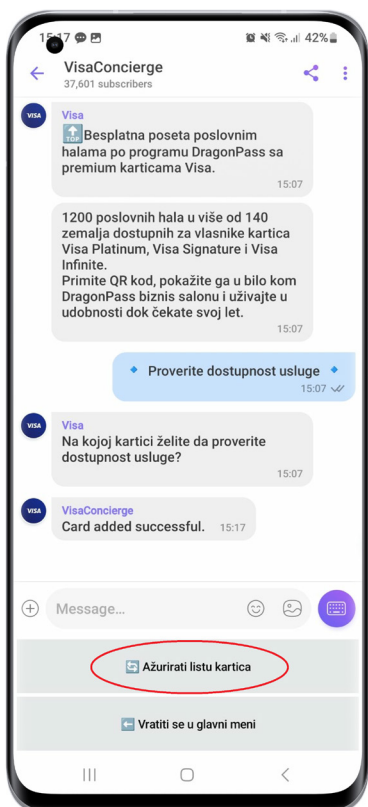 15:17
42%
VisaConcierge
37,601 subscribers
VISA
Visa
TOP Besplatna poseta poslovnim
halama po programu DragonPass sa
premium karticama Visa.
15:07
1200 poslovnih hala u više od 140
zemalja dostupnih za vlasnike kartica
Visa Platinum, Visa Signature i Visa
Infinite.
Primite QR kod, pokažite ga u bilo kom
DragonPass biznis salonu i uživajte u
udobnosti dok čekate svoj let.
15:07
Proverite dostupnost usluge
15:07
VISA
Visa
Na kojoj kartici želite da proverite
dostupnost usluge?
15:07
VISA
VisaConcierge
Card added successful. 15:17
Message...
Ažurirati listu kartica
Vratiti se u glavni meni